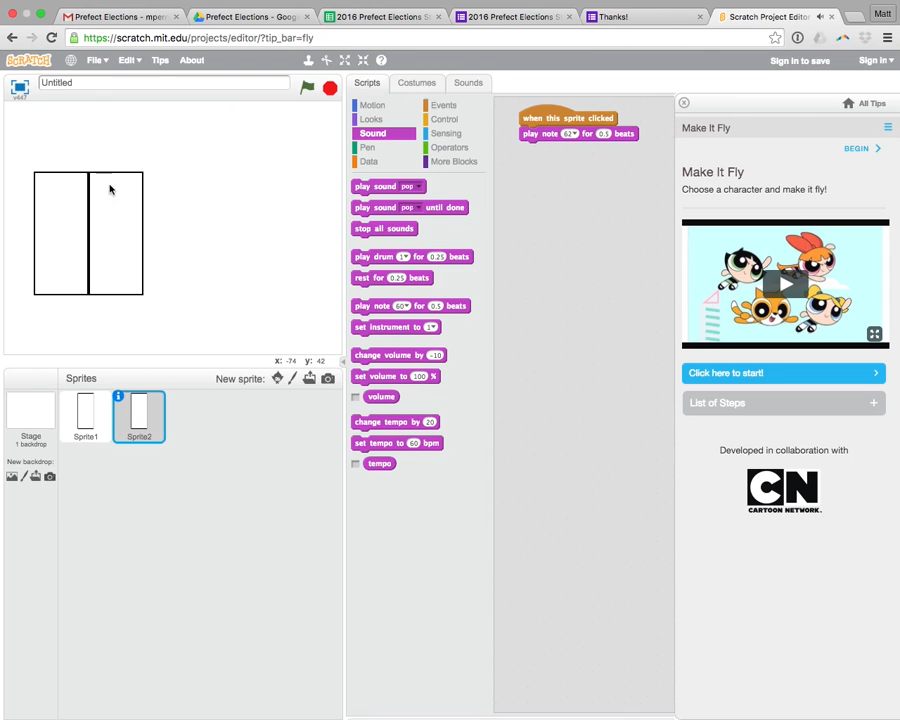 Prefect Elections - mpem
Prefect Elections - Goog
2016 Prefect Elections S
2016 Prefect Elections S
Thanks!
Scratch Project Editor
Matt
https://scratch.mit.edu/projects/editor/?tip_bar=fly
SCRATCH
File
Edit
Tips
About
Sign in to save
Sign in
v447
Untitled
Scripts
Costumes
Sounds
Motion
Events
Looks
Control
Sound
Sensing
Pen
Operators
Data
More Blocks
play sound pop
play sound pop until done
stop all sounds
play drum 1 for 0.25 beats
rest for 0.25 beats
play note 60 for 0.5 beats
set instrument to 1
change volume by -10
set volume to 100 %
volume
change tempo by 20
set tempo to 60 bpm
tempo
when this sprite clicked
play note 62 for 0.5 beats
All Tips
Make It Fly
BEGIN
Make It Fly
Choose a character and make it fly!
Click here to start!
List of Steps
Developed in collaboration with
CN
CARTOON NETWORK.
x: -74 y: 42
Sprites
New sprite:
Stage
1 backdrop
New backdrop:
Sprite1
Sprite2